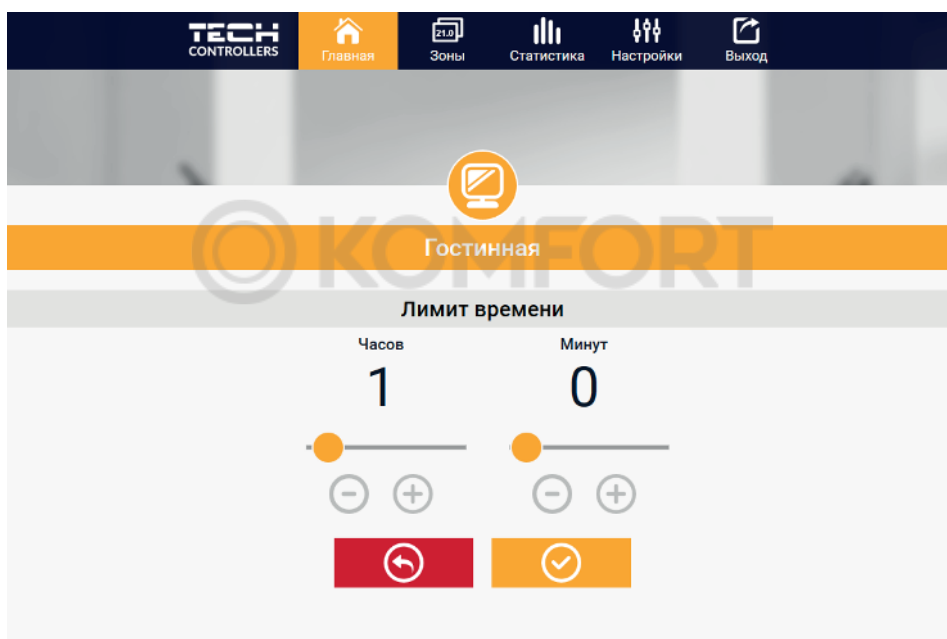 TECH
CONTROLLERS
Главная
21.0
Зоны
Статистика
Настройки
Выход
KOMFORT
Гостинная
Лимит времени
Часов
Минут
1
0